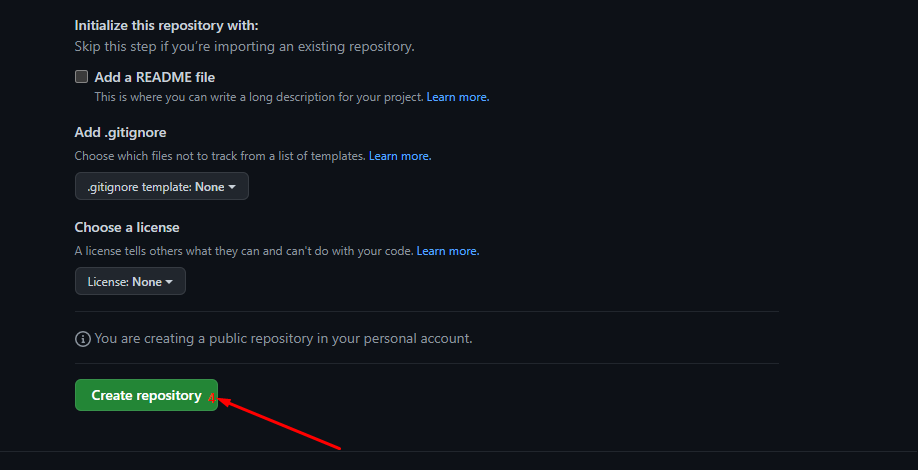 Initialize this repository with:
Skip this step if you're importing an existing repository.
Add a README file
This is where you can write a long description for your project. Learn more.
Add .gitignore
Choose which files not to track from a list of templates. Learn more.
.gitignore template: None
Choose a license
A license tells others what they can and can't do with your code. Learn more.
License: None
You are creating a public repository in your personal account.
Create repository 4